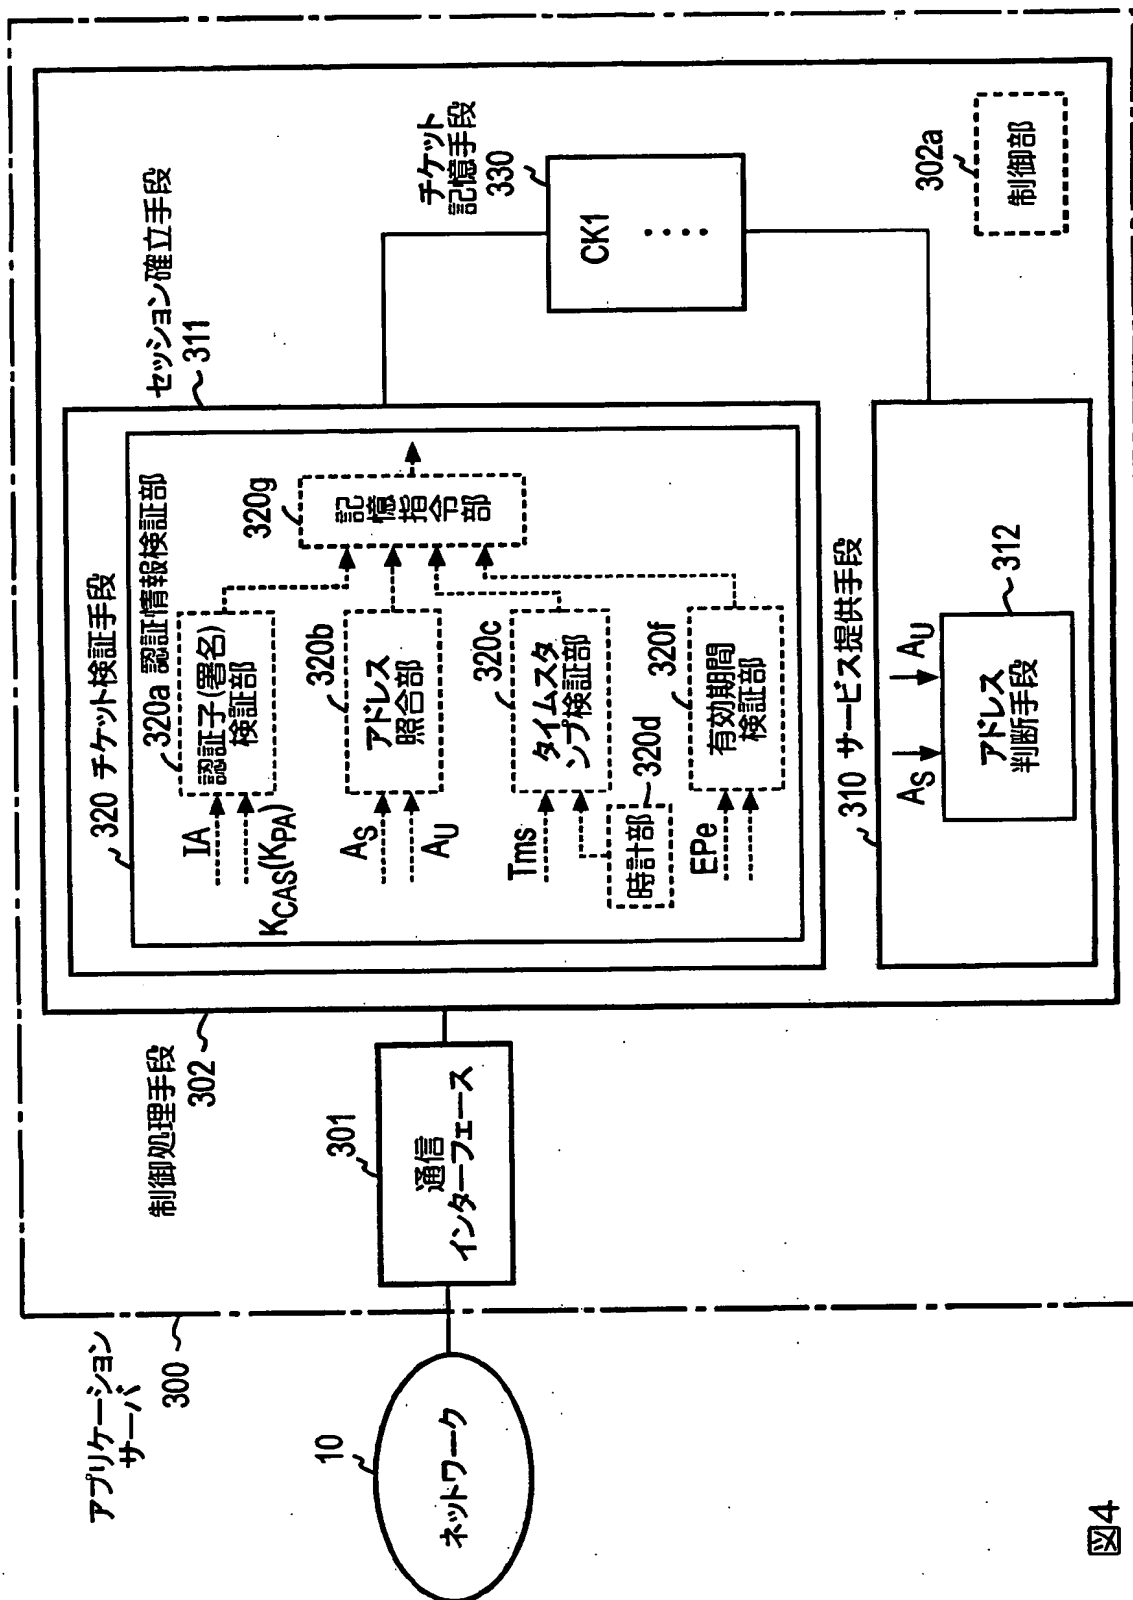 アプリケーション
サーバ
300
10
ネットワーク
301
通信
インターフェース
制御処理手段
302
セッション確立手段
311
320 チケット検証手段
320a 認証情報検証部
IA
KCAS(KPA)
認証子(署名)
検証部
320b
AS
AU
アドレス
照合部
320c
Tms
タイムスタ
ンプ検証部
320d
時計部
320f
EPe
有効期間
検証部
320g
記憶指令部
チケット
記憶手段
330
CK1
‥‥
310 サービス提供手段
AS
AU
312
アドレス
判断手段
302a
制御部
図4